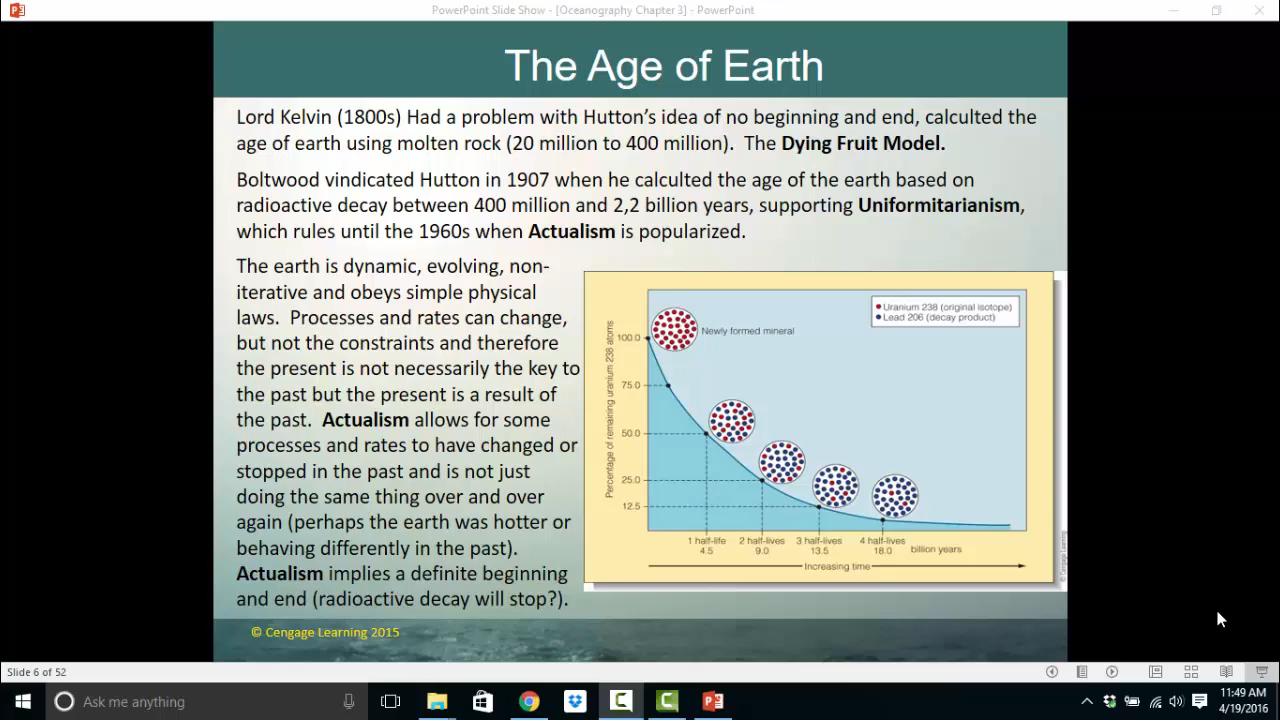 PowerPoint Slide Show - [Oceanography Chapter 3] - PowerPoint
The Age of Earth
Lord Kelvin (1800s) Had a problem with Hutton's idea of no beginning and end, calculted the
age of earth using molten rock (20 million to 400 million). The Dying Fruit Model.
Boltwood vindicated Hutton in 1907 when he calculted the age of the earth based on
radioactive decay between 400 million and 2,2 billion years, supporting Uniformitarianism,
which rules until the 1960s when Actualism is popularized.
The earth is dynamic, evolving, non-
iterative and obeys simple physical
laws. Processes and rates can change,
but not the constraints and therefore
the present is not necessarily the key to
the past but the present is a result of
the past. Actualism allows for some
processes and rates to have changed or
stopped in the past and is not just
doing the same thing over and over
again (perhaps the earth was hotter or
behaving differently in the past).
Actualism implies a definite beginning
and end (radioactive decay will stop?).
Uranium 238 (original isotope)
Lead 206 (decay product)
Newly formed mineral
Percentage of remaining uranium 238 atoms
100.0
75.0
50.0
25.0
12.5
1 half-life 2 half-lives 3 half-lives 4 half-lives
4.5 9.0 13.5 18.0 billion years
Increasing time
© Cengage Learning
© Cengage Learning 2015
Slide 6 of 52
Ask me anything
11:49 AM
4/19/2016